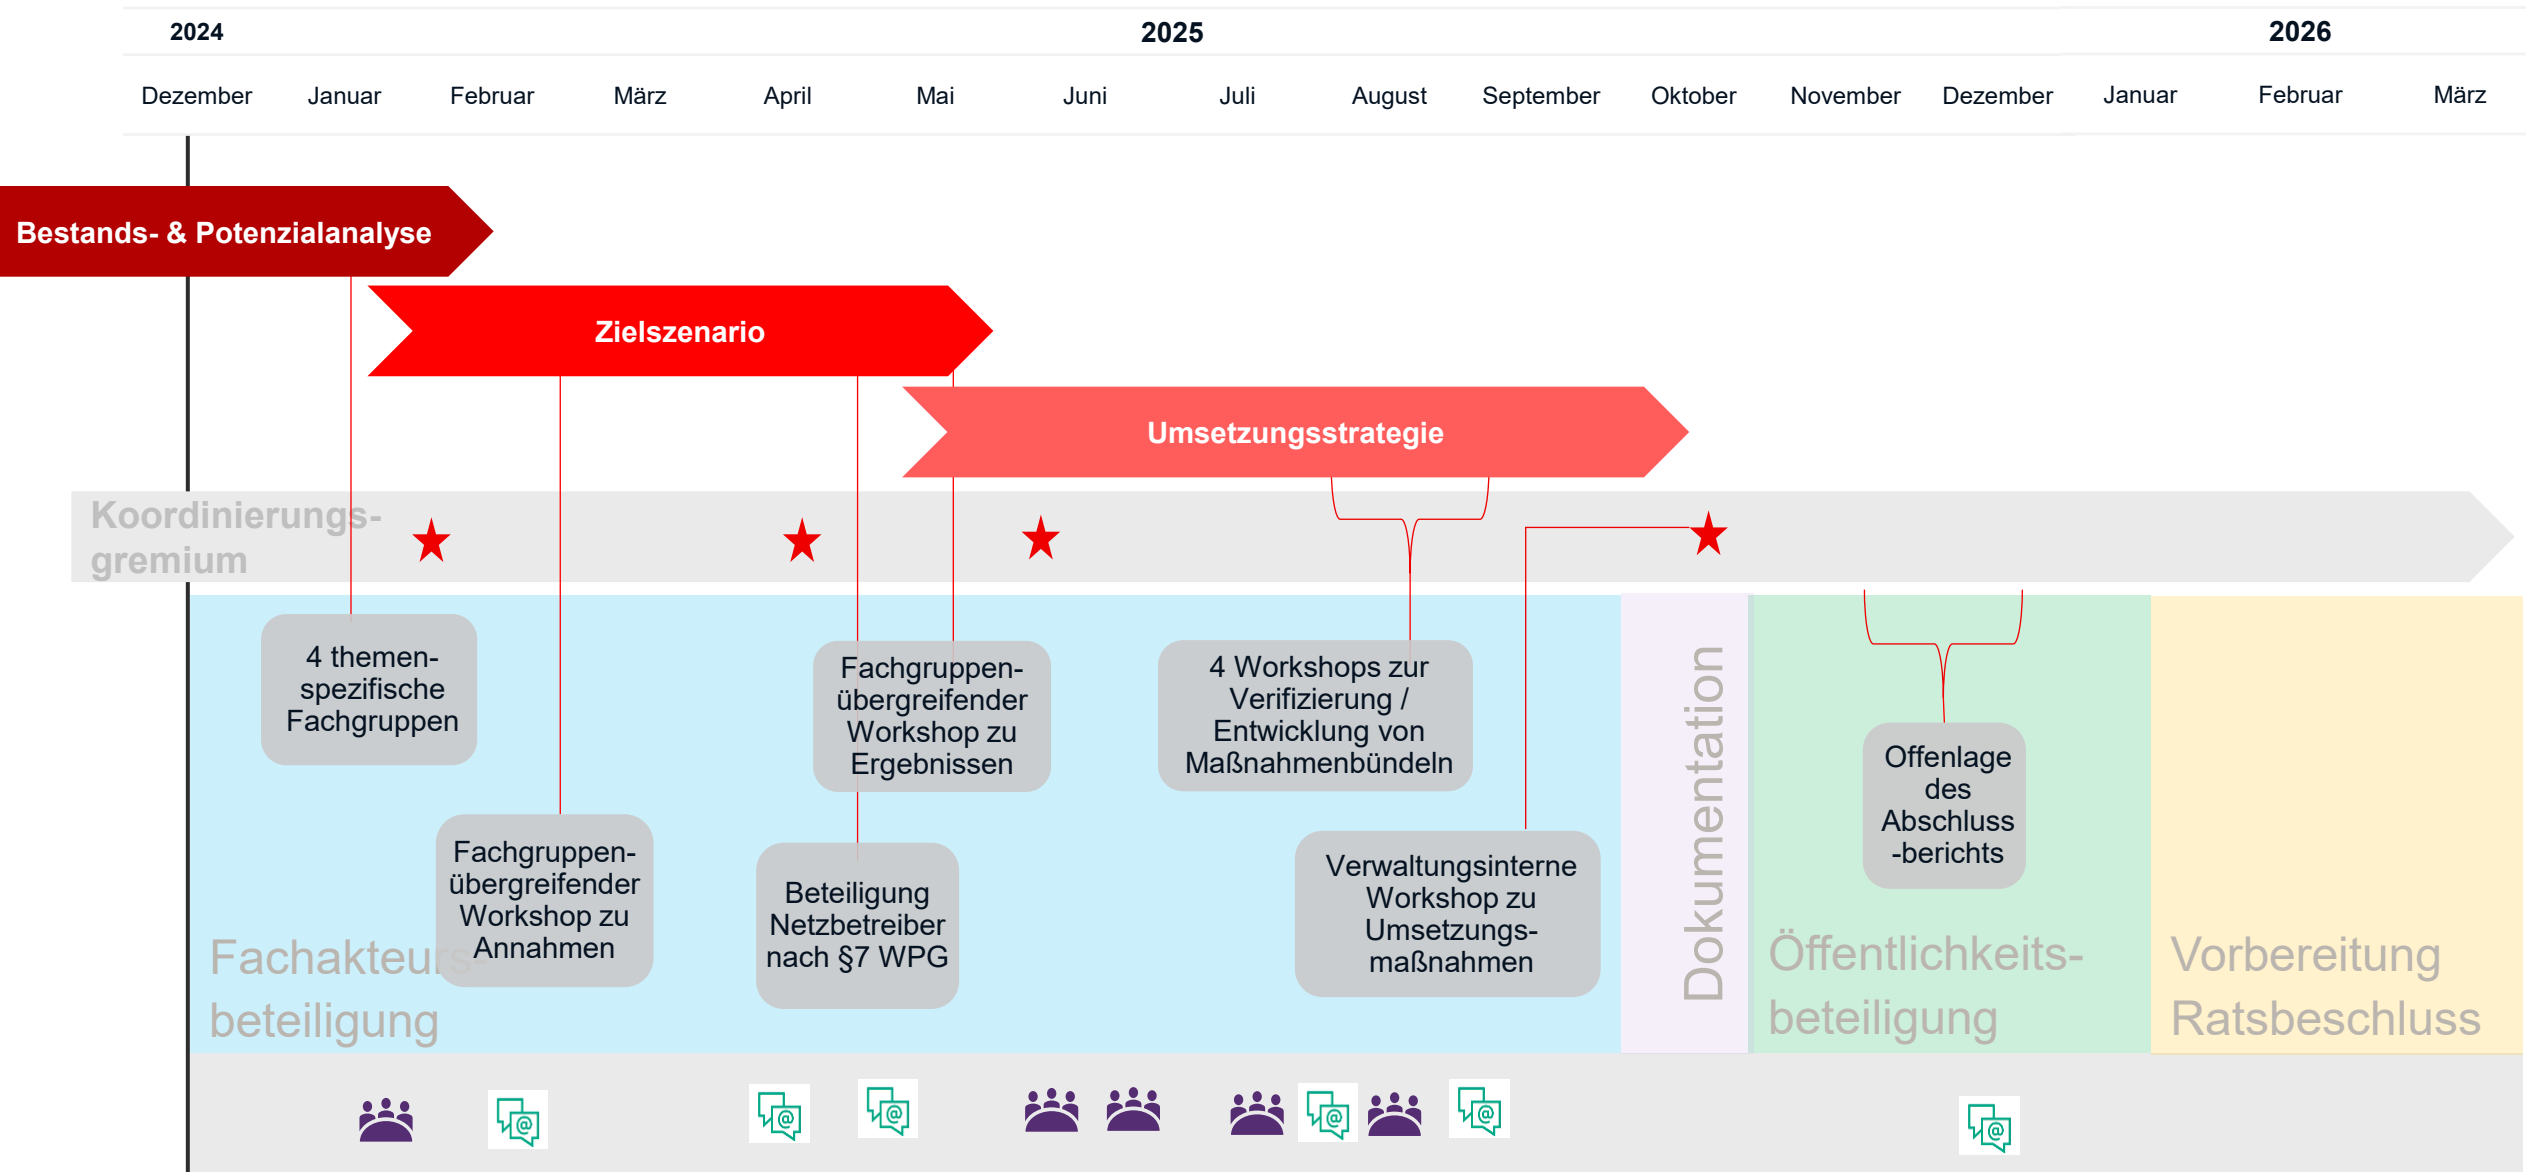 2024
2025
2026
Dezember
Januar
Februar
März
April
Mai
Juni
Juli
August
September
Oktober
November
Dezember
Januar
Februar
März
Bestands- & Potenzialanalyse
Zielszenario
Umsetzungsstrategie
Koordinierungs-
gremium
4 themen-
spezifische
Fachgruppen
Fachgruppen-
übergreifender
Workshop zu
Annahmen
Beteiligung
Netzbetreiber
nach §7 WPG
Fachgruppen-
übergreifender
Workshop zu
Ergebnissen
4 Workshops zur
Verifizierung /
Entwicklung von
Maßnahmenbündeln
Verwaltungsinterne
Workshop zu
Umsetzungs-
maßnahmen
Offenlage
des
Abschluss
-berichts
Fachakteurs-
beteiligung
Dokumentation
Öffentlichkeits-
beteiligung
Vorbereitung
Ratsbeschluss
@
@
@
@
@
@